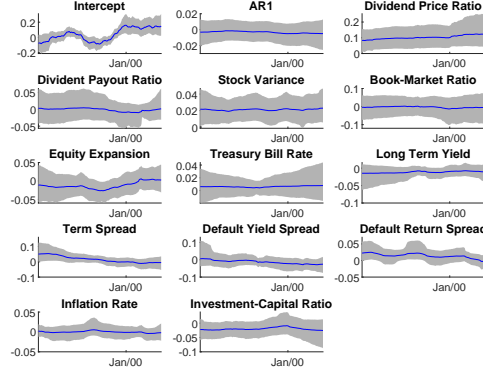 Intercept
0.2
0
-0.2
Jan/00
AR1
0.02
0
-0.02
Jan/00
Dividend Price Ratio
0.2
0.1
0
Jan/00
Divident Payout Ratio
0.05
0
-0.05
Jan/00
Stock Variance
0.04
0.02
0
Jan/00
Book-Market Ratio
0.1
0
-0.1
Jan/00
Equity Expansion
0.05
0
-0.05
Jan/00
Treasury Bill Rate
0.04
0.02
0
Jan/00
Long Term Yield
0
-0.05
-0.1
Jan/00
Term Spread
0.1
0
-0.1
Jan/00
Default Yield Spread
0.1
0
-0.1
Jan/00
Default Return Spread
0.05
0
-0.05
Jan/00
Inflation Rate
0.05
0
-0.05
Jan/00
Investment-Capital Ratio
0
-0.1
Jan/00